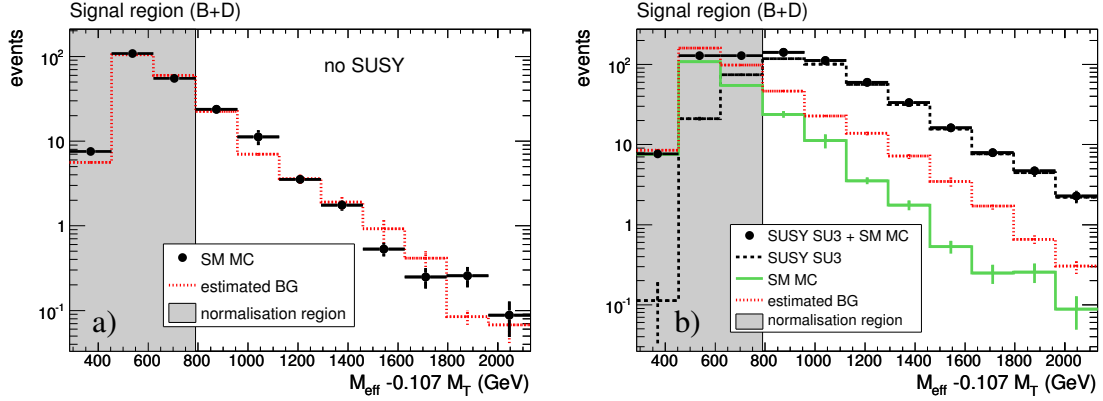 Signal region (B+D)
events
10²
10
1
10⁻¹
no SUSY
SM MC
estimated BG
normalisation region
a)
400 600 800 1000 1200 1400 1600 1800 2000
M_eff -0.107 M_T (GeV)
Signal region (B+D)
events
10²
10
1
10⁻¹
SUSY SU3 + SM MC
SUSY SU3
SM MC
estimated BG
normalisation region
b)
400 600 800 1000 1200 1400 1600 1800 2000
M_eff -0.107 M_T (GeV)